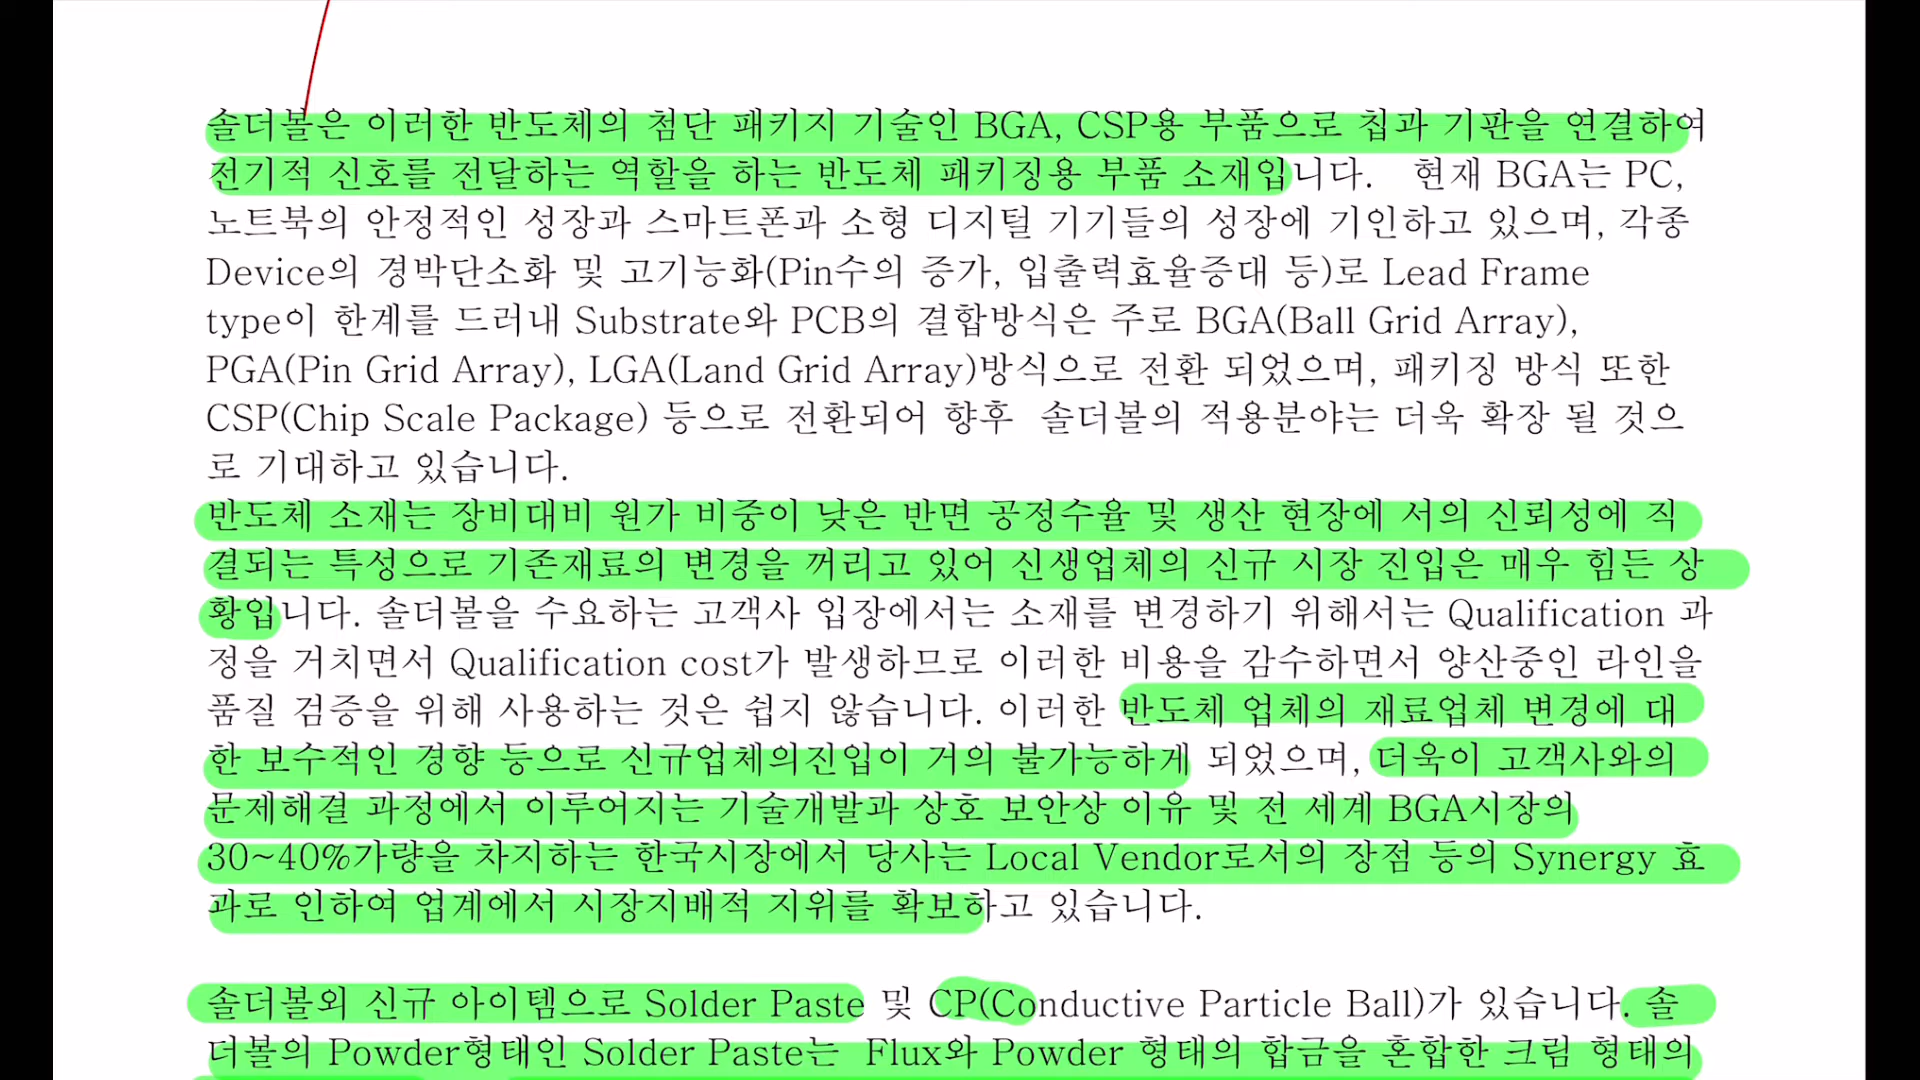 솔더볼은 이러한 반도체의 첨단 패키지 기술인 BGA, CSP용 부품으로 칩과 기판을 연결하여
전기적 신호를 전달하는 역할을 하는 반도체 패키징용 부품 소재입니다. 현재 BGA는 PC,
노트북의 안정적인 성장과 스마트폰과 소형 디지털 기기들의 성장에 기인하고 있으며, 각종
Device의 경박단소화 및 고기능화(Pin수의 증가, 입출력효율증대 등)로 Lead Frame
type이 한계를 드러내 Substrate와 PCB의 결합방식은 주로 BGA(Ball Grid Array),
PGA(Pin Grid Array), LGA(Land Grid Array)방식으로 전환 되었으며, 패키징 방식 또한
CSP(Chip Scale Package) 등으로 전환되어 향후 솔더볼의 적용분야는 더욱 확장 될 것으
로 기대하고 있습니다.
반도체 소재는 장비대비 원가 비중이 낮은 반면 공정수율 및 생산 현장에 서의 신뢰성에 직
결되는 특성으로 기존재료의 변경을 꺼리고 있어 신생업체의 신규 시장 진입은 매우 힘든 상
황입니다. 솔더볼을 수요하는 고객사 입장에서는 소재를 변경하기 위해서는 Qualification 과
정을 거치면서 Qualification cost가 발생하므로 이러한 비용을 감수하면서 양산중인 라인을
품질 검증을 위해 사용하는 것은 쉽지 않습니다. 이러한 반도체 업체의 재료업체 변경에 대
한 보수적인 경향 등으로 신규업체의진입이 거의 불가능하게 되었으며, 더욱이 고객사와의
문제해결 과정에서 이루어지는 기술개발과 상호 보안상 이유 및 전 세계 BGA시장의
30~40%가량을 차지하는 한국시장에서 당사는 Local Vendor로서의 장점 등의 Synergy 효
과로 인하여 업계에서 시장지배적 지위를 확보하고 있습니다.
솔더볼외 신규 아이템으로 Solder Paste 및 CP(Conductive Particle Ball)가 있습니다. 솔
더볼의 Powder형태인 Solder Paste는 Flux와 Powder 형태의 합금을 혼합한 크림 형태의